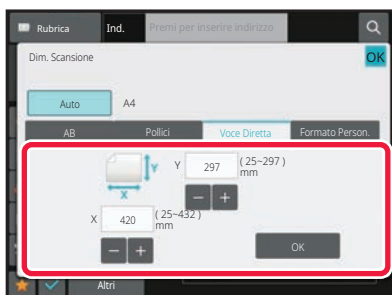 Rubrica Ind. Premi per inserire indirizzo
Dim. Scansione OK
Auto A4
AB Pollici Voce Diretta Formato Person.
Y Y 297 ( 25~297 )
mm
X
X 420 ( 25~432 )
mm
OK
Altri